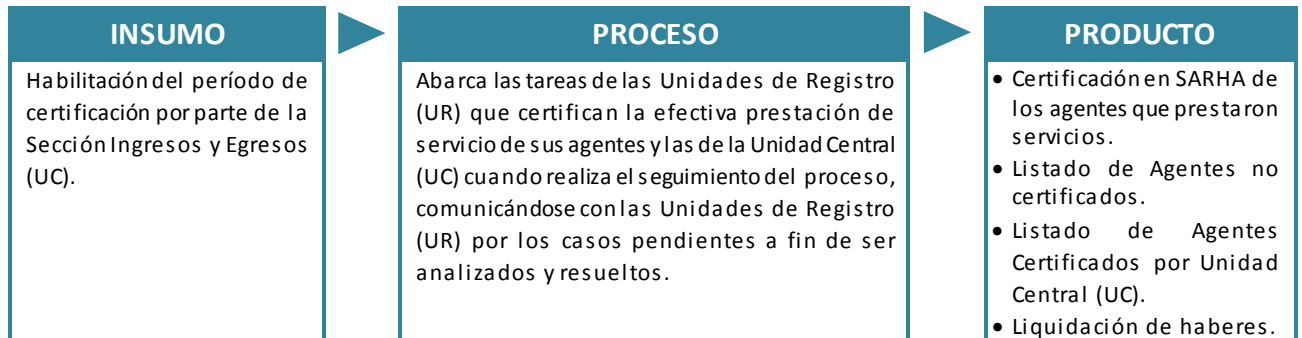 INSUMO
Habilitación del período de
certificación por parte de la
Sección Ingresos y Egresos
(UC).
PROCESO
Abarca las tareas de las Unidades de Registro
(UR) que certifican la efectiva prestación de
servicio de sus agentes y las de la Unidad Central
(UC) cuando realiza el seguimiento del proceso,
comunicándose con las Unidades de Registro
(UR) por los casos pendientes a fin de ser
analizados y resueltos.
PRODUCTO
• Certificación en SARHA de
los agentes que prestaron
servicios.
• Listado de Agentes no
certificados.
• Listado de Agentes
Certificados por Unidad
Central (UC).
• Liquidación de haberes.